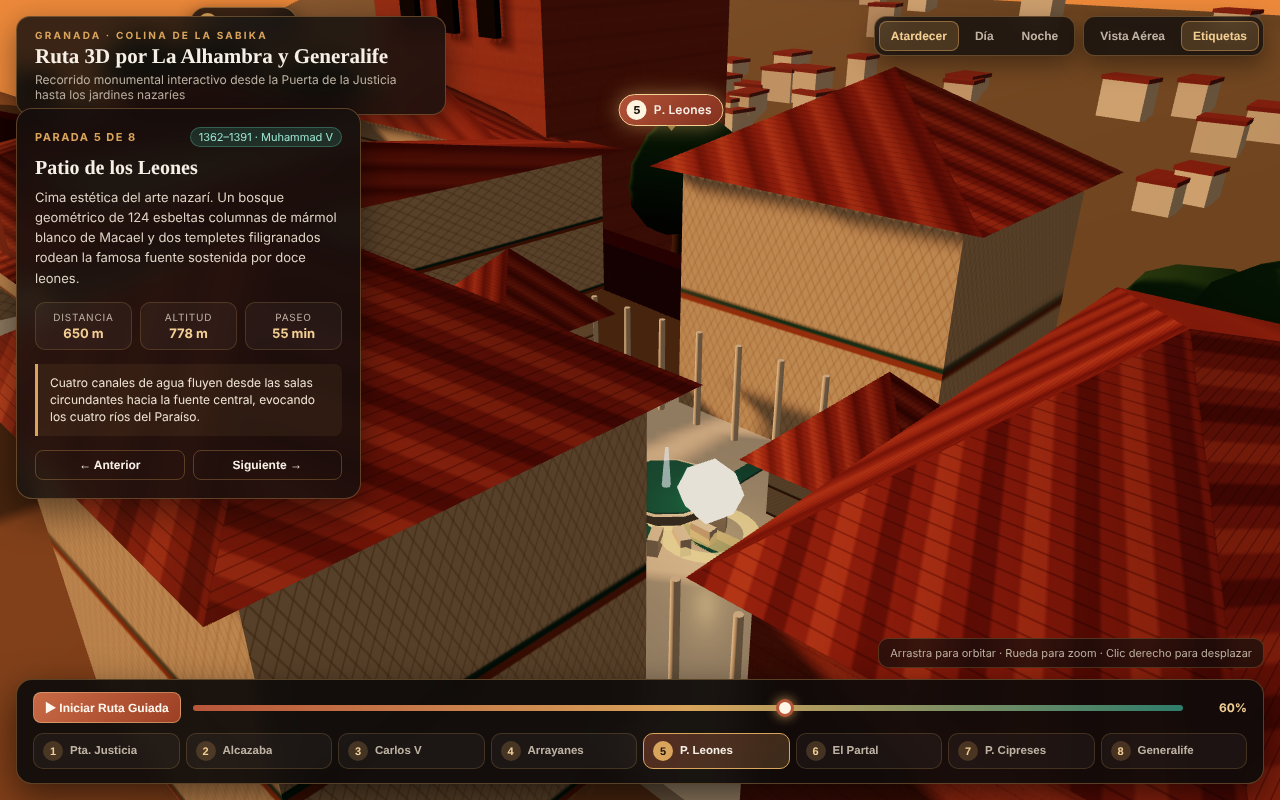 GRANADA · COLINA DE LA SABIKA
Ruta 3D por La Alhambra y Generalife
Recorrido monumental interactivo desde la Puerta de la Justicia
hasta los jardines nazaríes
Atardecer Día Noche Vista Aérea Etiquetas
5 P. Leones
PARADA 5 DE 8 1362–1391 · Muhammad V
Patio de los Leones
Cima estética del arte nazarí. Un bosque
geométrico de 124 esbeltas columnas de mármol
blanco de Macael y dos templetes filigranados
rodean la famosa fuente sostenida por doce
leones.
DISTANCIA ALTITUD PASEO
650 m 778 m 55 min
Cuatro canales de agua fluyen desde las salas
circundantes hacia la fuente central, evocando
los cuatro ríos del Paraíso.
← Anterior Siguiente →
Arrastra para orbitar · Rueda para zoom · Clic derecho para desplazar
▶ Iniciar Ruta Guiada 60%
1 Pta. Justicia 2 Alcazaba 3 Carlos V 4 Arrayanes 5 P. Leones 6 El Partal 7 P. Cipreses 8 Generalife